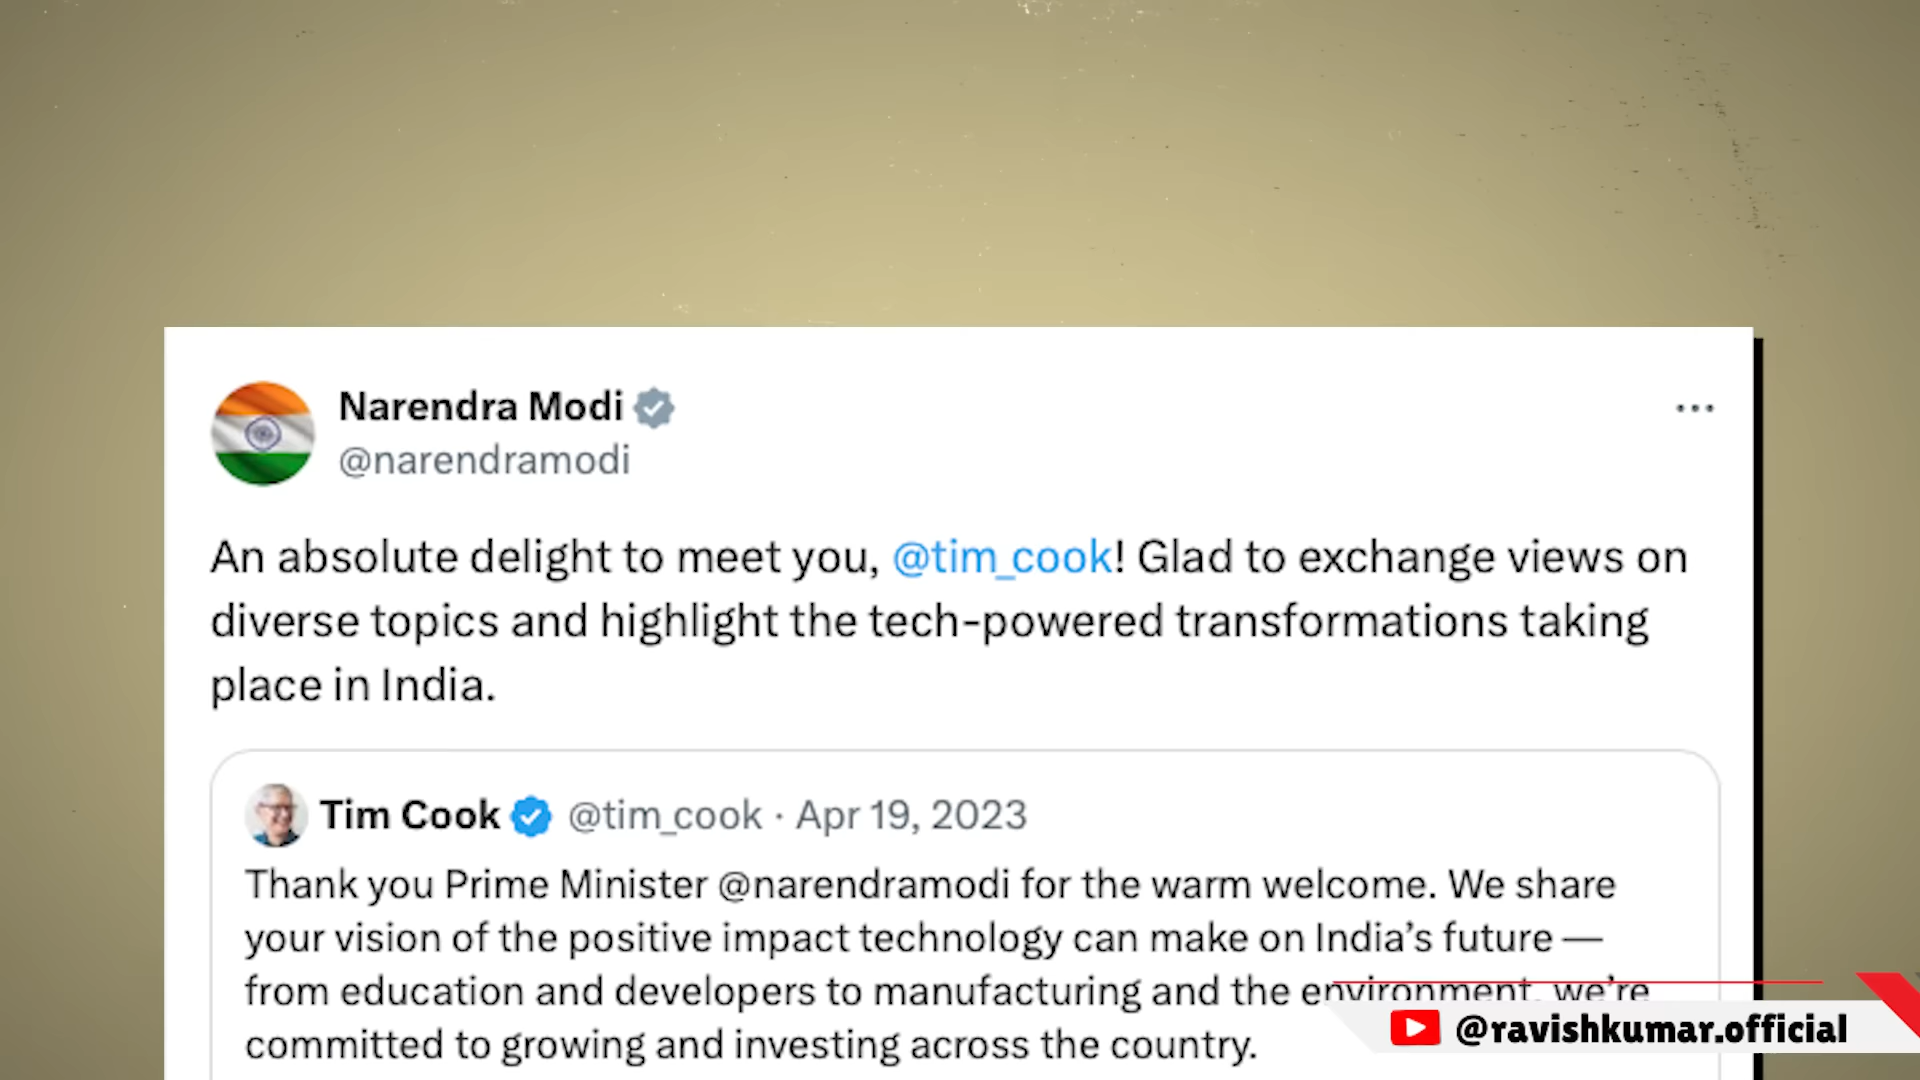 Narendra Modi
@narendramodi
An absolute delight to meet you, @tim_cook! Glad to exchange views on
diverse topics and highlight the tech-powered transformations taking
place in India.
Tim Cook @tim_cook · Apr 19, 2023
Thank you Prime Minister @narendramodi for the warm welcome. We share
your vision of the positive impact technology can make on India’s future —
from education and developers to manufacturing and the environment, we’re
committed to growing and investing across the country.
@ravishkumar.official